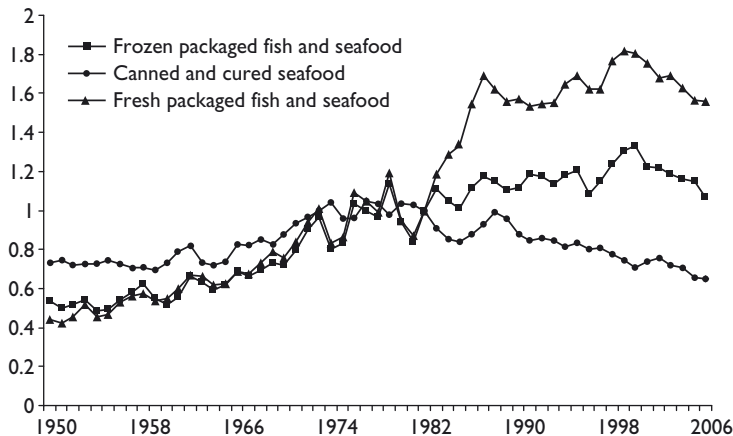 2
1.8
Frozen packaged fish and seafood
Canned and cured seafood
1.6
Fresh packaged fish and seafood
1.4
1.2
1
0.8
0.6
0.4
0.2
0
1950 1958 1966 1974 1982 1990 1998 2006